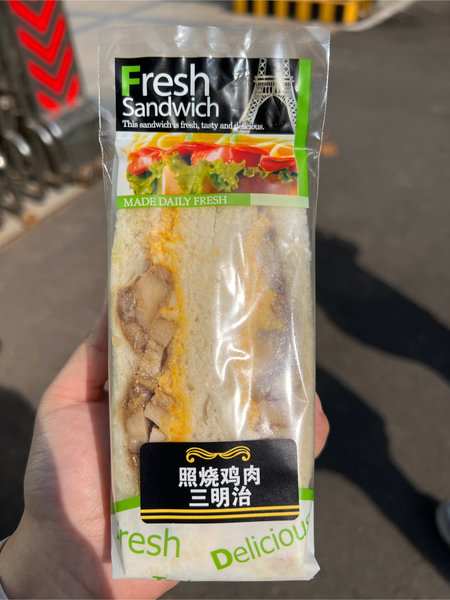 Fresh
Sandwich
This sandwich is fresh, tasty and delicious.
MADE DAILY FRESH
照烧鸡肉
三明治
resh
Delicious